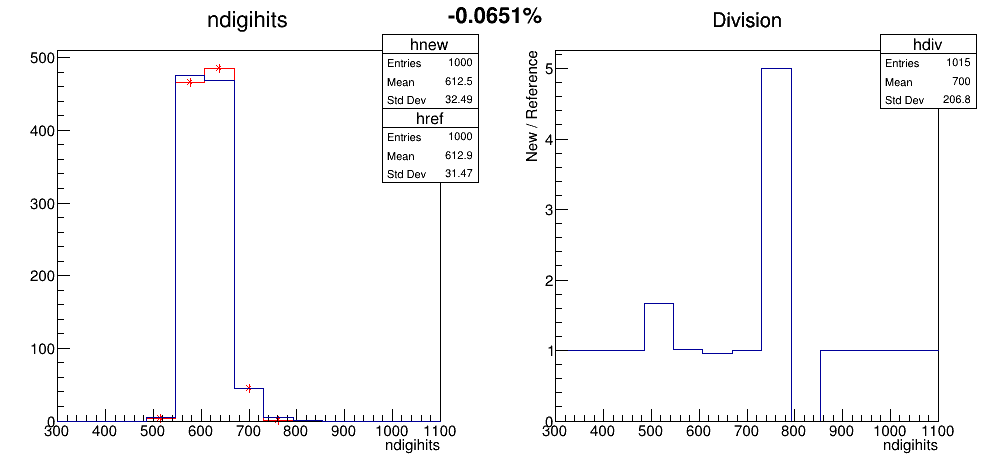 -0.0651%
ndigihits
hnew
Entries 1000
Mean 612.5
Std Dev 32.49
href
Entries 1000
Mean 612.9
Std Dev 31.47
500
400
300
200
100
0
300 400 500 600 700 800 900 1000 1100
ndigihits
Division
hdiv
Entries 1015
Mean 700
Std Dev 206.8
New / Reference
5
4
3
2
1
0
300 400 500 600 700 800 900 1000 1100
ndigihits